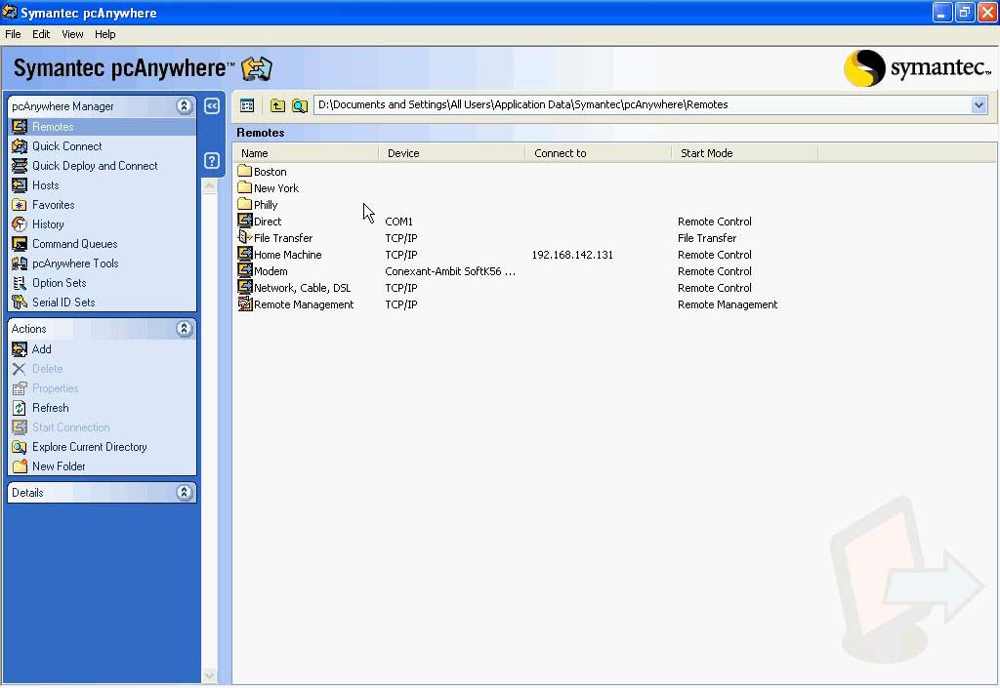 Symantec pcAnywhere
File Edit View Help
Symantec pcAnywhere™
symantec™
pcAnywhere Manager
Remotes
Quick Connect
Quick Deploy and Connect
Hosts
Favorites
History
Command Queues
pcAnywhere Tools
Option Sets
Serial ID Sets
Actions
Add
Delete
Properties
Refresh
Start Connection
Explore Current Directory
New Folder
Details
?
D:\Documents and Settings\All Users\Application Data\Symantec\pcAnywhere\Remotes
Remotes
Name Device Connect to Start Mode
Boston
New York
Philly
Direct COM1 Remote Control
File Transfer TCP/IP File Transfer
Home Machine TCP/IP 192.168.142.131 Remote Control
Modem Conexant-Ambit SoftK56 ... Remote Control
Network, Cable, DSL TCP/IP Remote Control
Remote Management TCP/IP Remote Management